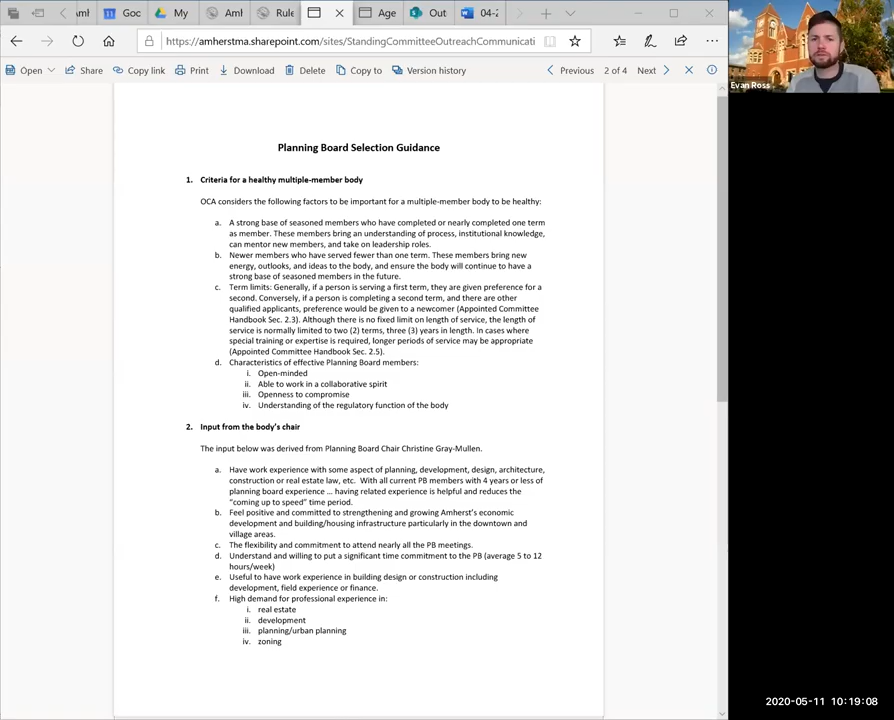 Amh
Goc
My
Aml
Rule
Age
Out
04-2
https://amherstma.sharepoint.com/sites/StandingCommitteeOutreachCommunicati
Open
Share
Copy link
Print
Download
Delete
Copy to
Version history
Previous
2 of 4
Next
Evan Ross
Planning Board Selection Guidance
1. Criteria for a healthy multiple-member body
OCA considers the following factors to be important for a multiple-member body to be healthy:
a. A strong base of seasoned members who have completed or nearly completed one term
as member. These members bring an understanding of process, institutional knowledge,
can mentor new members, and take on leadership roles.
b. Newer members who have served fewer than one term. These members bring new
energy, outlooks, and ideas to the body, and ensure the body will continue to have a
strong base of seasoned members in the future.
c. Term limits: Generally, if a person is serving a first term, they are given preference for a
second. Conversely, if a person is completing a second term, and there are other
qualified applicants, preference would be given to a newcomer (Appointed Committee
Handbook Sec. 2.3). Although there is no fixed limit on length of service, the length of
service is normally limited to two (2) terms, three (3) years in length. In cases where
special training or expertise is required, longer periods of service may be appropriate
(Appointed Committee Handbook Sec. 2.5).
d. Characteristics of effective Planning Board members:
i. Open-minded
ii. Able to work in a collaborative spirit
iii. Openness to compromise
iv. Understanding of the regulatory function of the body
2. Input from the body's chair
The input below was derived from Planning Board Chair Christine Gray-Mullen.
a. Have work experience with some aspect of planning, development, design, architecture,
construction or real estate law, etc. With all current PB members with 4 years or less of
planning board experience ... having related experience is helpful and reduces the
"coming up to speed" time period.
b. Feel positive and committed to strengthening and growing Amherst's economic
development and building/housing infrastructure particularly in the downtown and
village areas.
c. The flexibility and commitment to attend nearly all the PB meetings.
d. Understand and willing to put a significant time commitment to the PB (average 5 to 12
hours/week)
e. Useful to have work experience in building design or construction including
development, field experience or finance.
f. High demand for professional experience in:
i. real estate
ii. development
iii. planning/urban planning
iv. zoning
2020-05-11 10:19:08